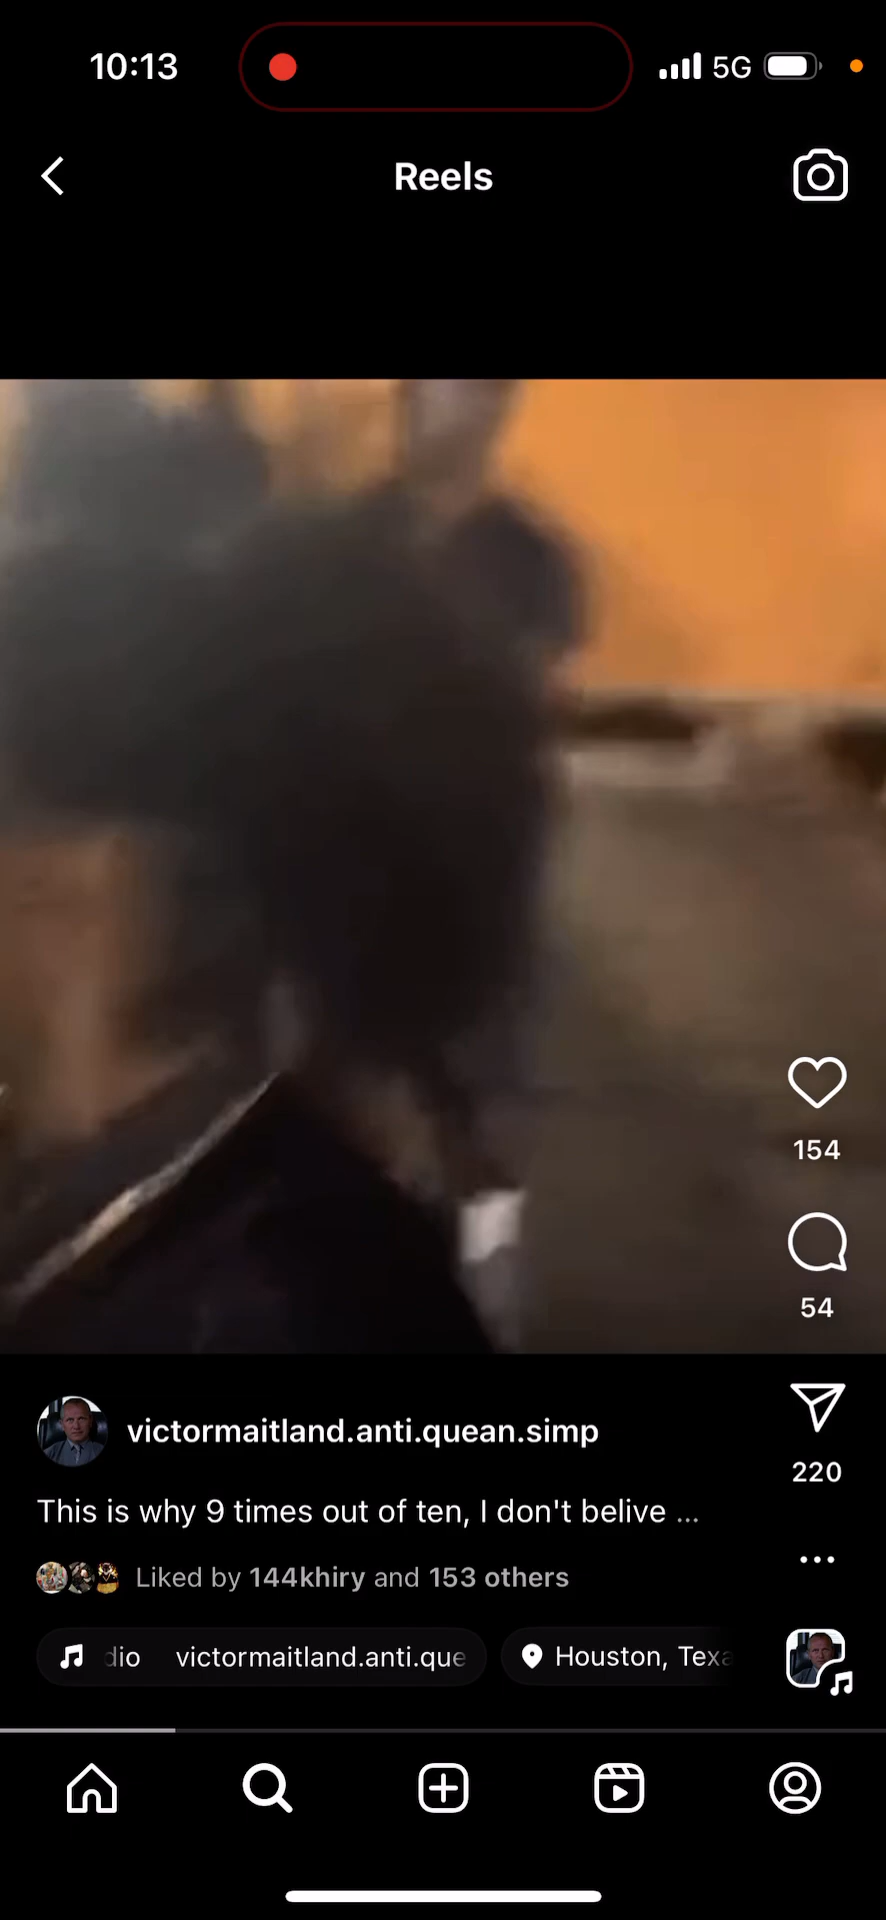 10:13
5G
Reels
154
54
victormaitland.anti.quean.simp
220
This is why 9 times out of ten, I don't belive ...
Liked by 144khiry and 153 others
dio victormaitland.anti.que
Houston, Texa